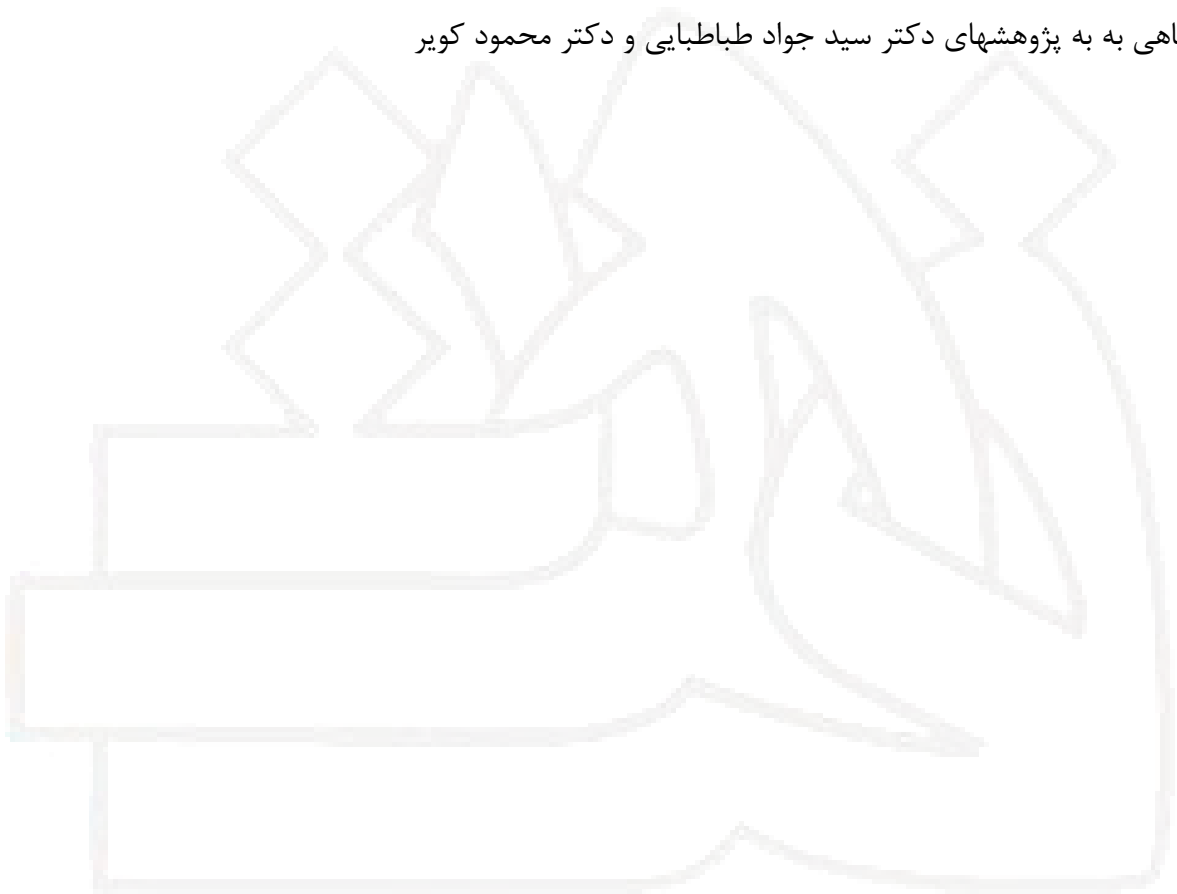 اهی به به پژوهشهای دکتر سید جواد طباطبایی و دکتر محمود کویر